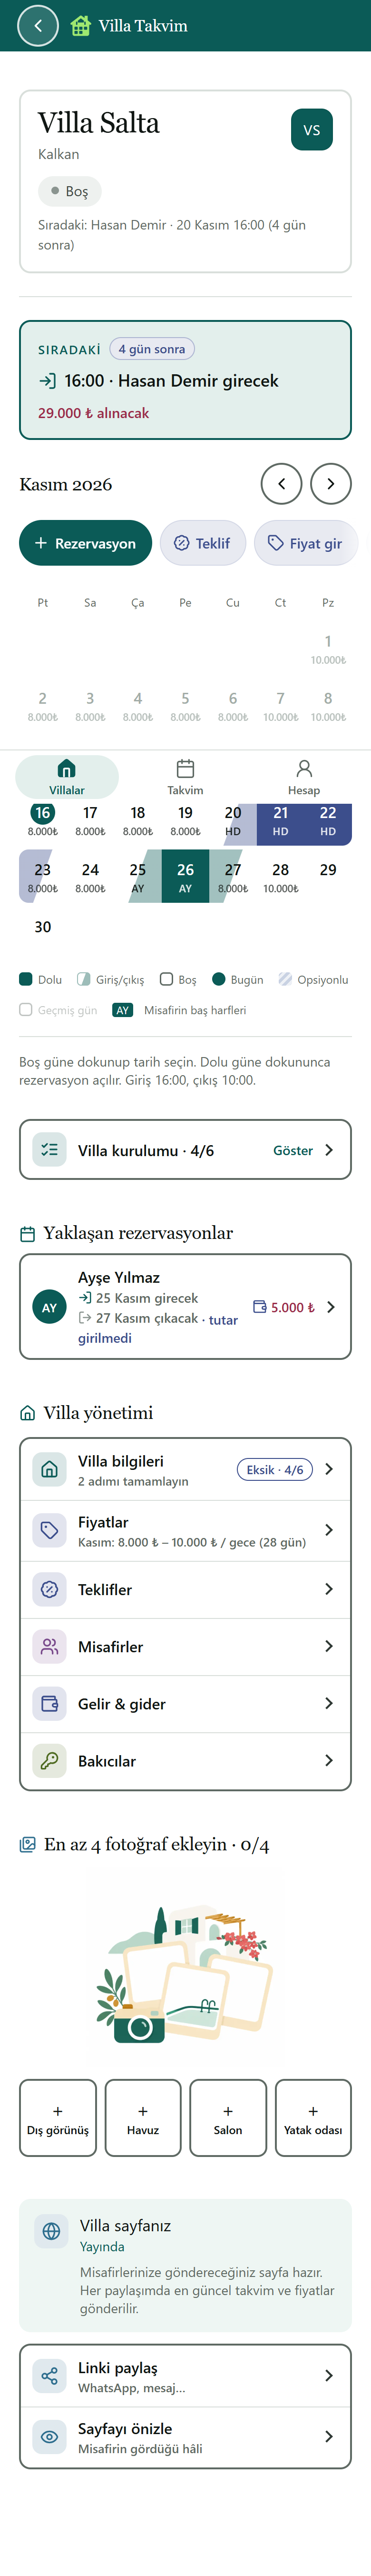 Villa Takvim
Villa Salta
VS
Kalkan
Boş
Sıradaki: Hasan Demir · 20 Kasım 16:00 (4 gün
sonra)
SIRADAKİ
4 gün sonra
16:00 · Hasan Demir girecek
29.000 ₺ alınacak
Kasım 2026
+ Rezervasyon
Teklif
Fiyat gir
Pt Sa Ça Pe Cu Ct Pz
1
10.000₺
2 3 4 5 6 7 8
8.000₺ 8.000₺ 8.000₺ 8.000₺ 8.000₺ 10.000₺ 10.000₺
Villalar Takvim Hesap
16 17 18 19 20 21 22
8.000₺ 8.000₺ 8.000₺ 8.000₺ HD HD HD
23 24 25 26 27 28 29
8.000₺ 8.000₺ AY AY 8.000₺ 10.000₺
30
Dolu Giriş/çıkış Boş Bugün Opsiyonlu
Geçmiş gün AY Misafirin baş harfleri
Boş güne dokunup tarih seçin. Dolu güne dokununca
rezervasyon açılır. Giriş 16:00, çıkış 10:00.
Villa kurulumu · 4/6
Göster
Yaklaşan rezervasyonlar
AY
Ayşe Yılmaz
25 Kasım girecek
27 Kasım çıkacak · tutar
girilmedi
5.000 ₺
Villa yönetimi
Villa bilgileri
2 adımı tamamlayın
Eksik · 4/6
Fiyatlar
Kasım: 8.000 ₺ – 10.000 ₺ / gece (28 gün)
Teklifler
Misafirler
Gelir & gider
Bakıcılar
En az 4 fotoğraf ekleyin · 0/4
+ + + +
Dış görünüş Havuz Salon Yatak odası
Villa sayfanız
Yayında
Misafirlerinize göndereceğiniz sayfa hazır.
Her paylaşımda en güncel takvim ve fiyatlar
gönderilir.
Linki paylaş
WhatsApp, mesaj…
Sayfayı önizle
Misafirin gördüğü hâli